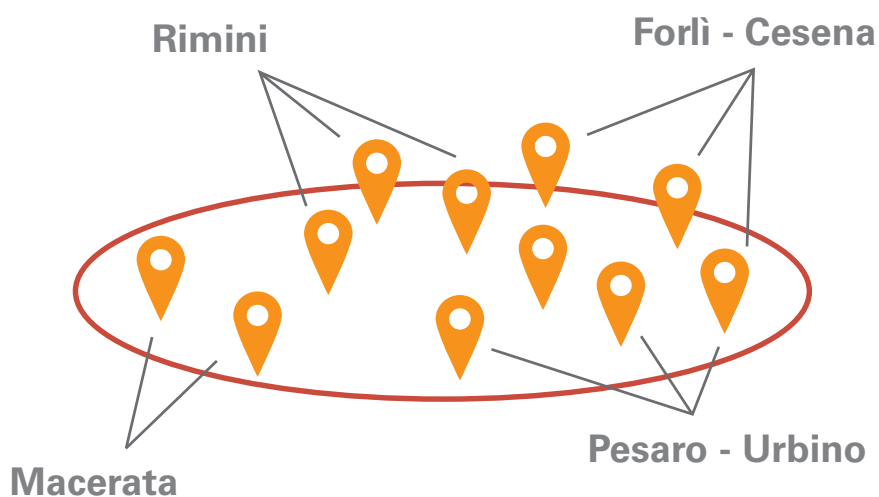 Rimini
Forlì - Cesena
Pesaro - Urbino
Macerata